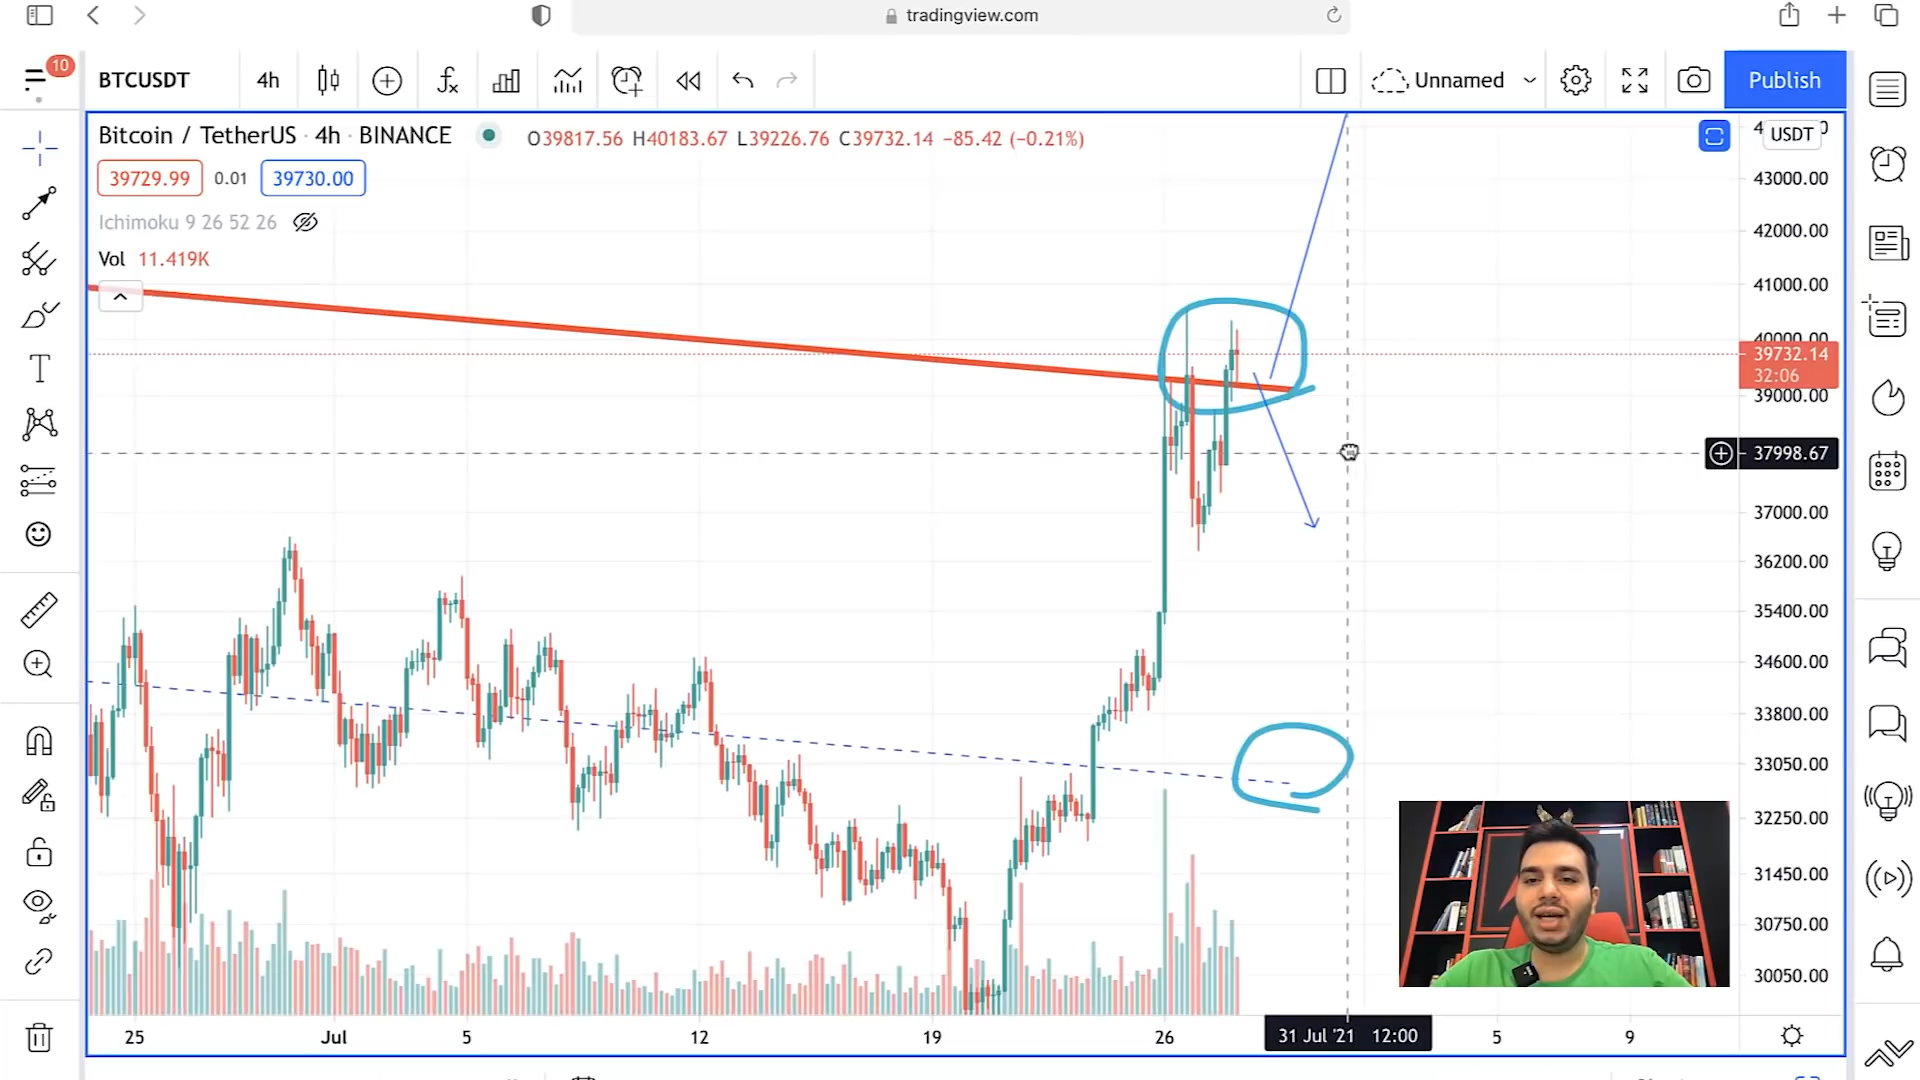 tradingview.com
10
BTCUSDT
4h
Unnamed
Publish
Bitcoin / TetherUS · 4h · BINANCE
O39817.56 H40183.67 L39226.76 C39732.14 −85.42 (−0.21%)
USDT
39729.99
0.01
39730.00
Ichimoku 9 26 52 26
Vol 11.419K
43000.00
42000.00
41000.00
40000.00
39732.14
32:06
39000.00
37998.67
37000.00
36200.00
35400.00
34600.00
33800.00
33050.00
32250.00
31450.00
30750.00
30050.00
25
Jul
5
12
19
26
31 Jul '21 12:00
5
9